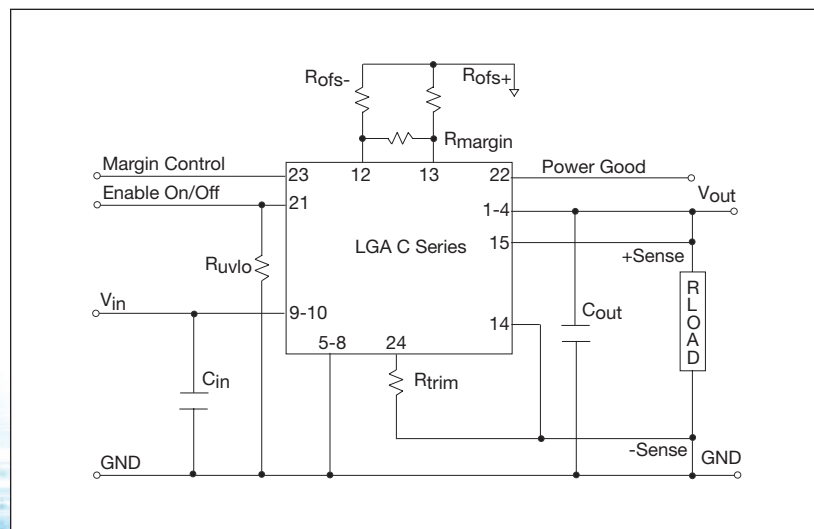 Rofs-
Rofs+
Rmargin
Margin Control
23
12
13
22
Power Good
Enable On/Off
21
1-4
Vout
LGA C Series
15
+Sense
Ruvlo
Vin
9-10
14
Cout
RLOAD
5-8
24
Cin
Rtrim
-Sense
GND
GND